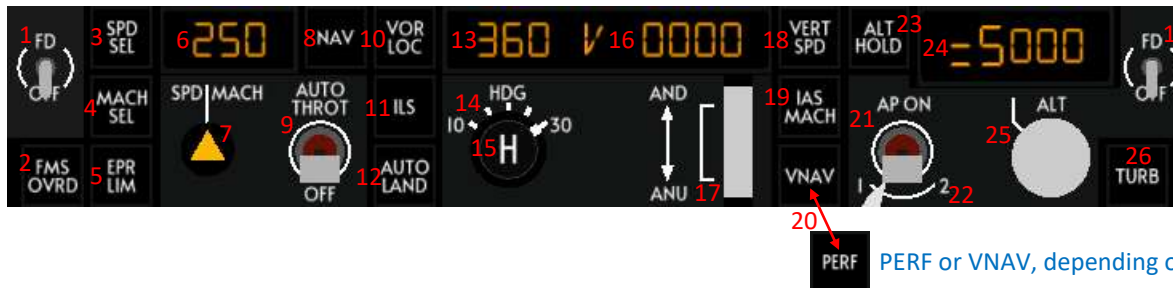 1 FD OFF
2 FMS OVRD
3 SPD SEL
4 MACH SEL
5 EPR LIM
6 250
SPD MACH
7
8 NAV
AUTO THROT
9
OFF
10 VOR LOC
11 ILS
12 AUTO LAND
13 360
V 16 0000
14 HDG
10 30
15 H
AND
ANU 17
18 VERT SPD
19 IAS MACH
VNAV
20
PERF
PERF or VNAV, depending
ALT HOLD 23
24 =5000
21 AP ON
1 2 22
25 ALT
FD 1
OFF
26 TURB